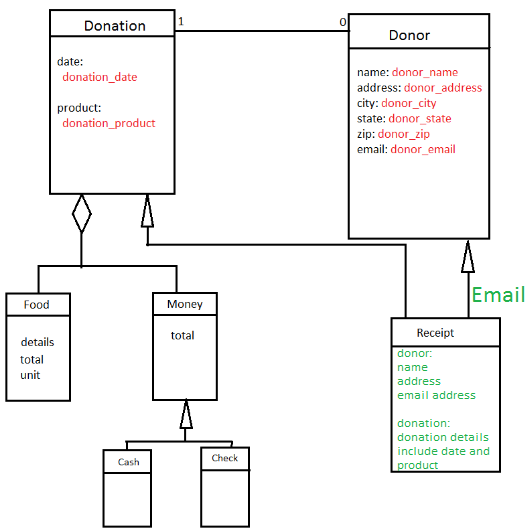 Donation
1
0
Donor
date:
donation_date
product:
donation_product
name: donor_name
address: donor_address
city: donor_city
state: donor_state
zip: donor_zip
email: donor_email
Email
Food
details
total
unit
Money
total
Receipt
donor:
name
address
email address
donation:
donation details
include date and
product
Cash
Check